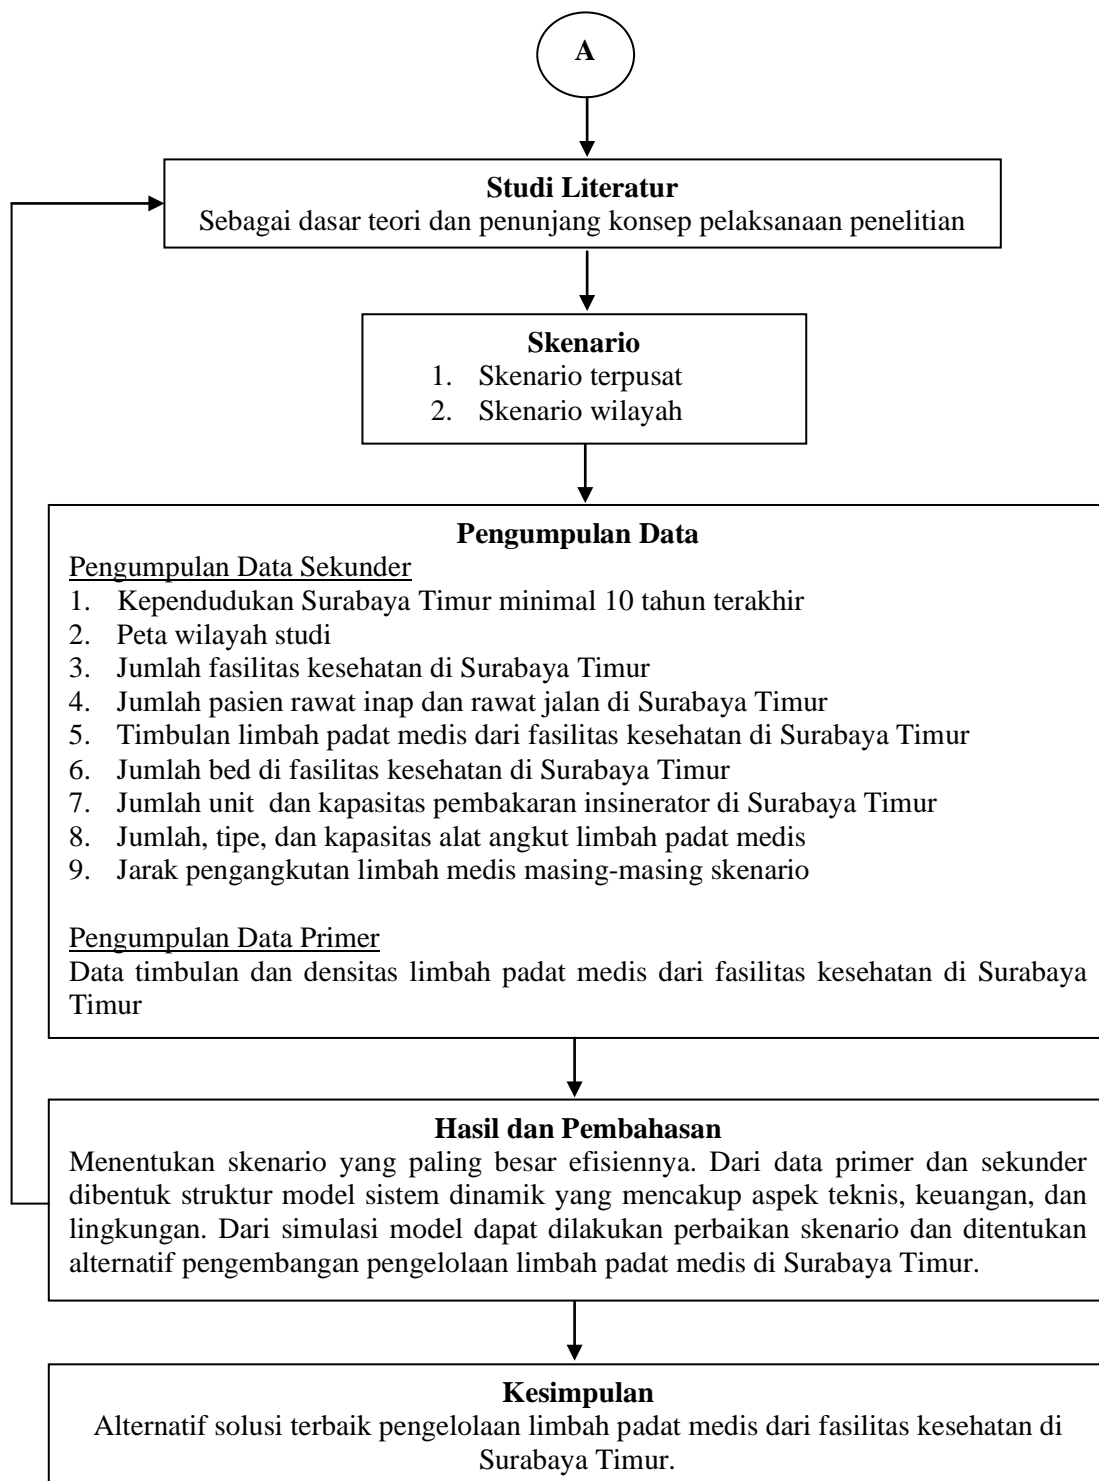 A
Studi Literatur
Sebagai dasar teori dan penunjang konsep pelaksanaan penelitian
Skenario
1. Skenario terpusat
2. Skenario wilayah
Pengumpulan Data
Pengumpulan Data Sekunder
1. Kependudukan Surabaya Timur minimal 10 tahun terakhir
2. Peta wilayah studi
3. Jumlah fasilitas kesehatan di Surabaya Timur
4. Jumlah pasien rawat inap dan rawat jalan di Surabaya Timur
5. Timbulan limbah padat medis dari fasilitas kesehatan di Surabaya Timur
6. Jumlah bed di fasilitas kesehatan di Surabaya Timur
7. Jumlah unit dan kapasitas pembakaran insinerator di Surabaya Timur
8. Jumlah, tipe, dan kapasitas alat angkut limbah padat medis
9. Jarak pengangkutan limbah medis masing-masing skenario
Pengumpulan Data Primer
Data timbulan dan densitas limbah padat medis dari fasilitas kesehatan di Surabaya
Timur
Hasil dan Pembahasan
Menentukan skenario yang paling besar efisiennya. Dari data primer dan sekunder
dibentuk struktur model sistem dinamik yang mencakup aspek teknis, keuangan, dan
lingkungan. Dari simulasi model dapat dilakukan perbaikan skenario dan ditentukan
alternatif pengembangan pengelolaan limbah padat medis di Surabaya Timur.
Kesimpulan
Alternatif solusi terbaik pengelolaan limbah padat medis dari fasilitas kesehatan di
Surabaya Timur.